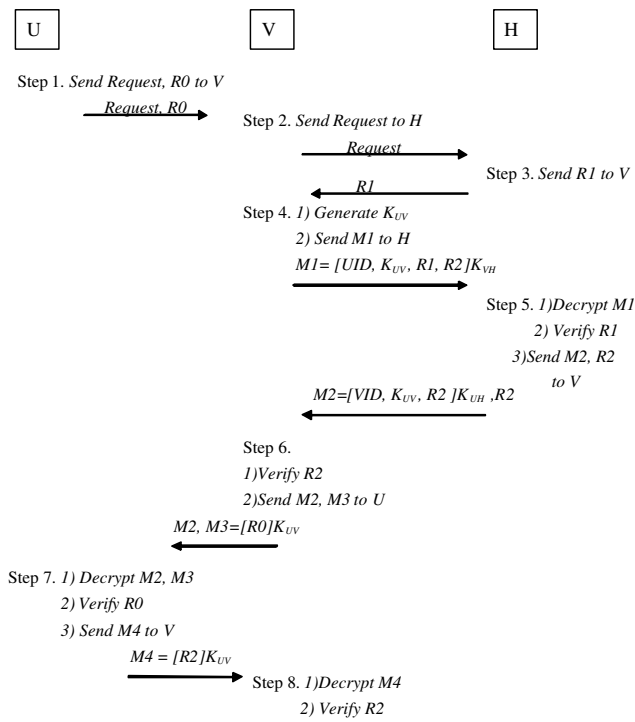 U V H
Step 1. Send Request, R0 to V
Request, R0
Step 2. Send Request to H
Request
Step 3. Send R1 to V
R1
Step 4. 1) Generate KUV
2) Send M1 to H
M1= [UID, KUV, R1, R2]KVH
Step 5. 1)Decrypt M1
2) Verify R1
3)Send M2, R2
to V
M2=[VID, KUV, R2 ]KUH ,R2
Step 6.
1)Verify R2
2)Send M2, M3 to U
M2, M3=[R0]KUV
Step 7. 1) Decrypt M2, M3
2) Verify R0
3) Send M4 to V
M4 = [R2]KUV
Step 8. 1)Decrypt M4
2) Verify R2